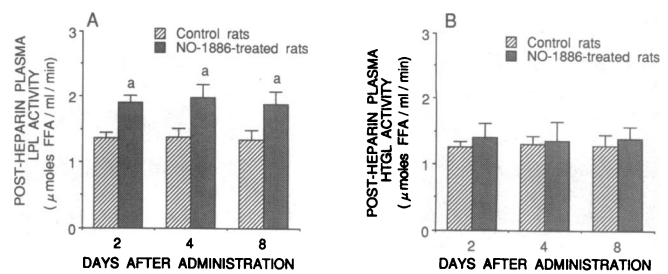 A
POST-HEPARIN PLASMA
LPL ACTIVITY
( μ moles FFA / ml / min )
3
2
1
0
Control rats
NO-1886-treated rats
a
a
a
2
4
8
DAYS AFTER ADMINISTRATION
B
POST-HEPARIN PLASMA
HTGL ACTIVITY
( μ moles FFA / ml / min )
3
2
1
0
Control rats
NO-1886-treated rats
2
4
8
DAYS AFTER ADMINISTRATION